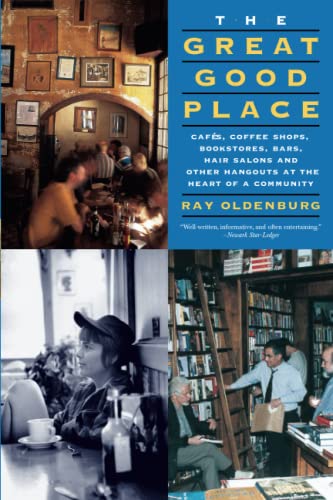 THE
GREAT
GOOD
PLACE
CAFÉS, COFFEE SHOPS,
BOOKSTORES, BARS,
HAIR SALONS AND
OTHER HANGOUTS AT THE
HEART OF A COMMUNITY
RAY OLDENBURG
"Well-written, informative, and often entertaining."
–Newark Star-Ledger